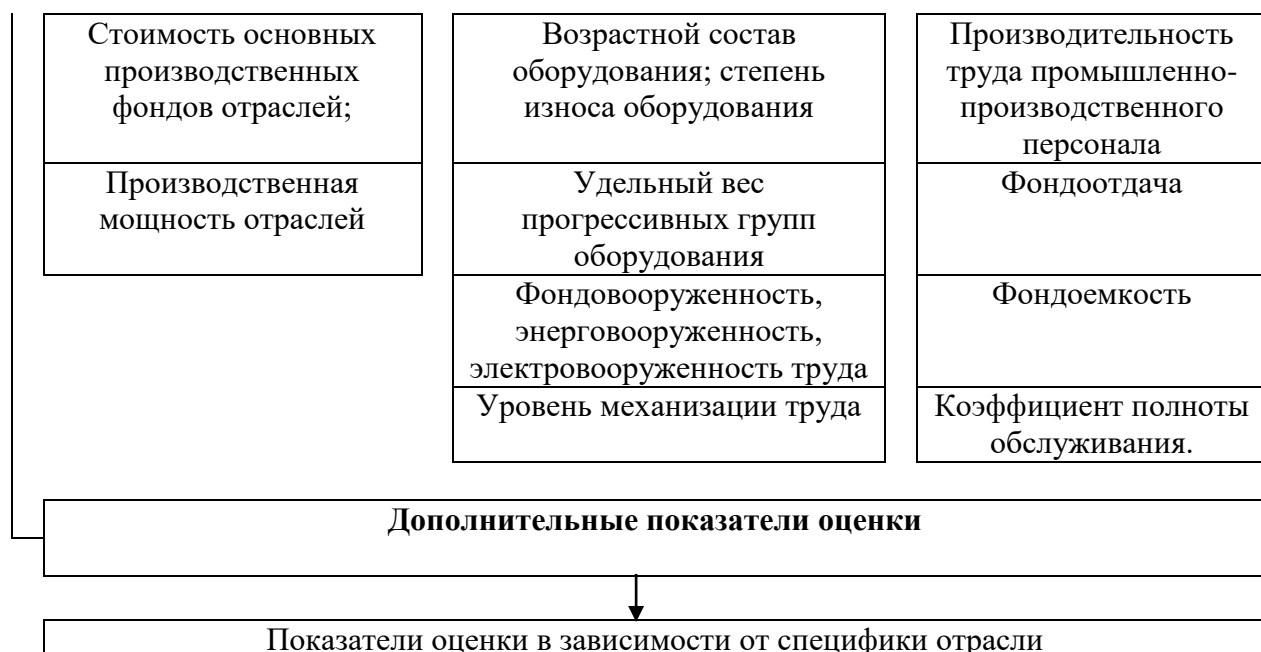 Стоимость основных
производственных
фондов отраслей;
Производственная
мощность отраслей
Возрастной состав
оборудования; степень
износа оборудования
Удельный вес
прогрессивных групп
оборудования
Фондовооруженность,
энерговооруженность,
электровооруженность труда
Уровень механизации труда
Производительность
труда промышленно-
производственного
персонала
Фондоотдача
Фондоемкость
Коэффициент полноты
обслуживания.
Дополнительные показатели оценки
Показатели оценки в зависимости от специфики отрасли